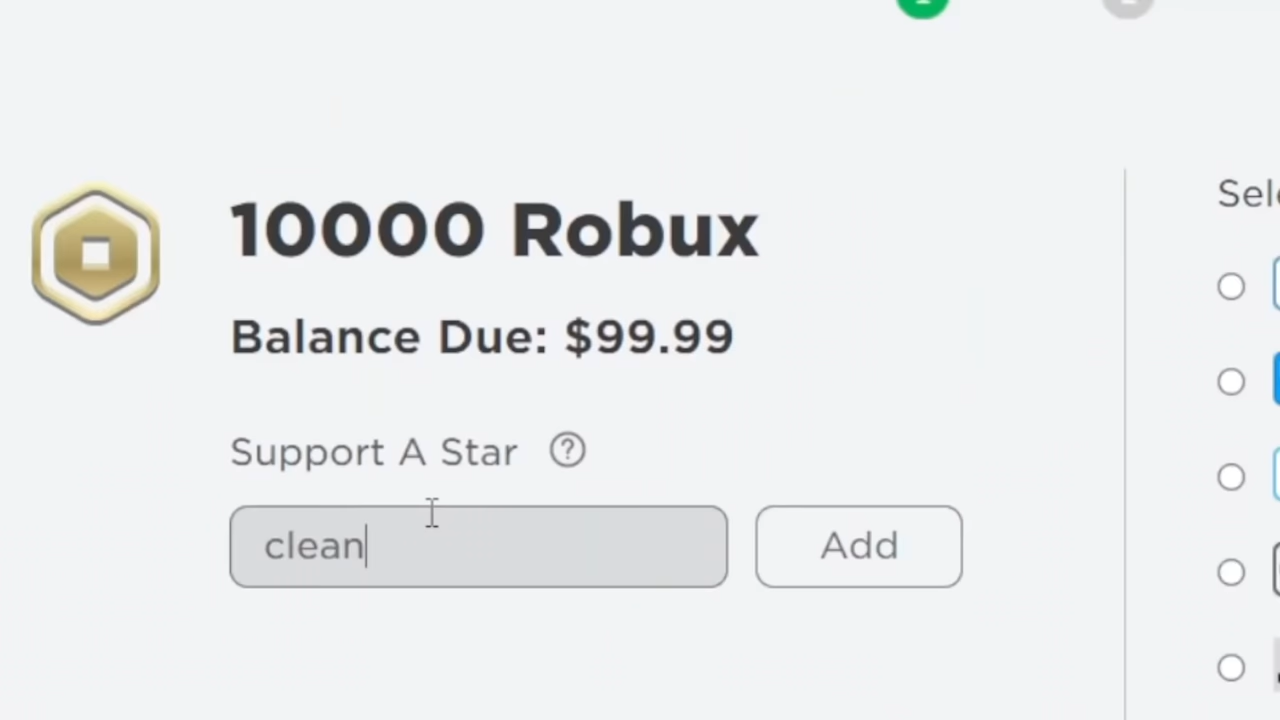 10000 Robux
Balance Due: $99.99
Support A Star ?
clean
Add